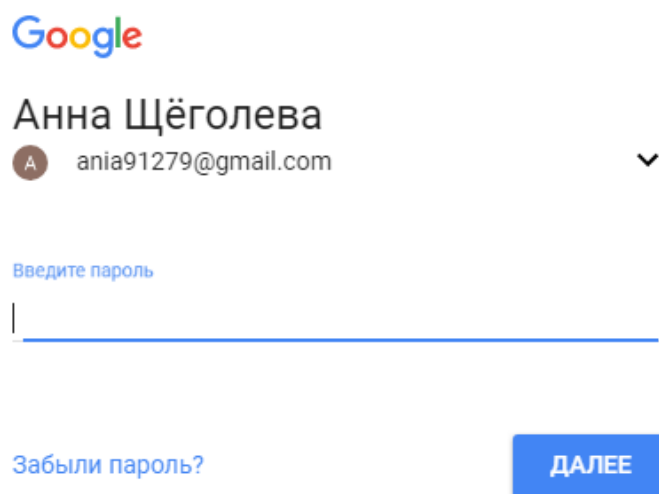 Google
Анна Щёголева
A ania91279@gmail.com
Введите пароль
Забыли пароль?
ДАЛЕЕ